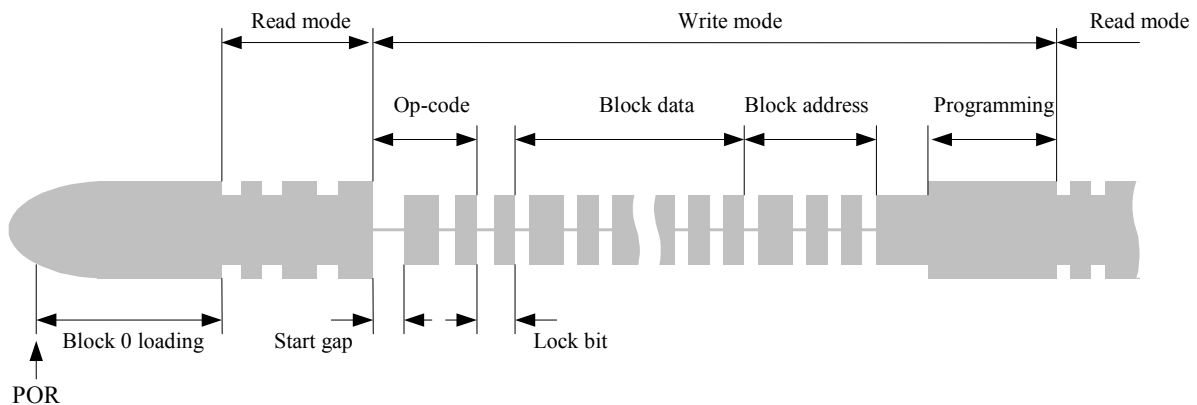 Read mode
Write mode
Read mode
Op-code
Block data
Block address
Programming
Block 0 loading
Start gap
Lock bit
POR